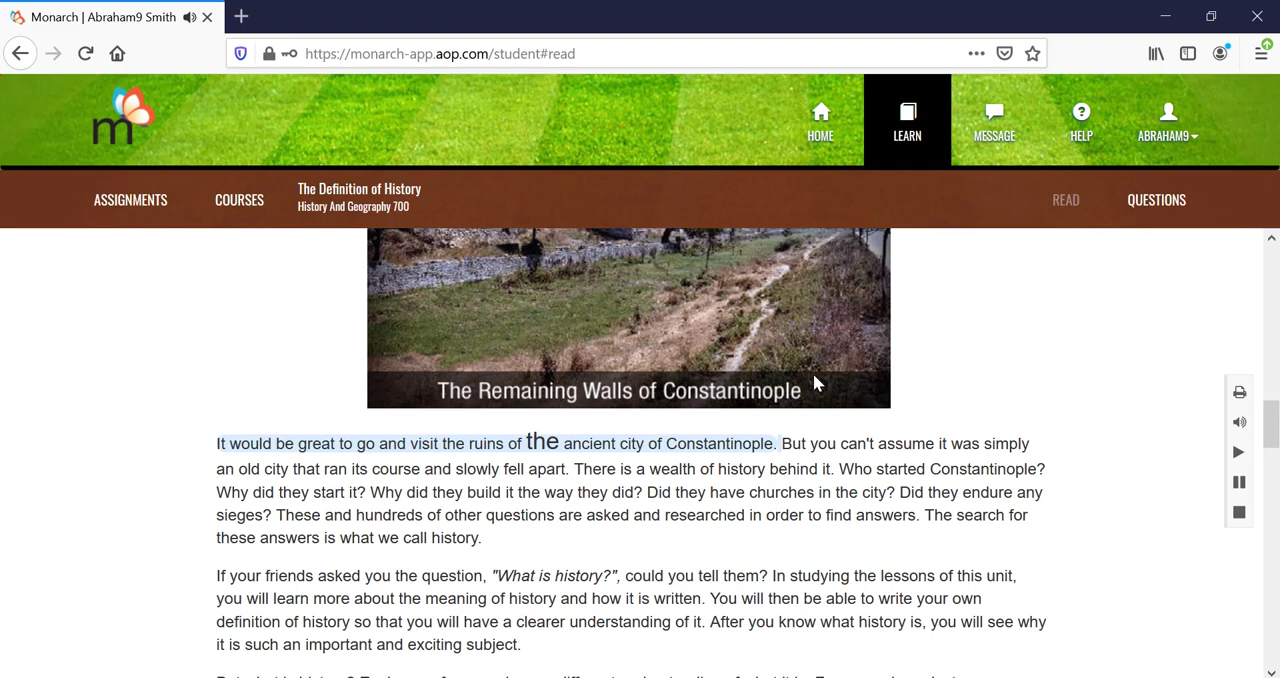 Monarch | Abraham9 Smith
https://monarch-app.aop.com/student#read
m
HOME
LEARN
MESSAGE
HELP
ABRAHAM9
ASSIGNMENTS
COURSES
The Definition of History
History And Geography 700
READ
QUESTIONS
The Remaining Walls of Constantinople
It would be great to go and visit the ruins of the ancient city of Constantinople. But you can't assume it was simply
an old city that ran its course and slowly fell apart. There is a wealth of history behind it. Who started Constantinople?
Why did they start it? Why did they build it the way they did? Did they have churches in the city? Did they endure any
sieges? These and hundreds of other questions are asked and researched in order to find answers. The search for
these answers is what we call history.
If your friends asked you the question, "What is history?", could you tell them? In studying the lessons of this unit,
you will learn more about the meaning of history and how it is written. You will then be able to write your own
definition of history so that you will have a clearer understanding of it. After you know what history is, you will see why
it is such an important and exciting subject.